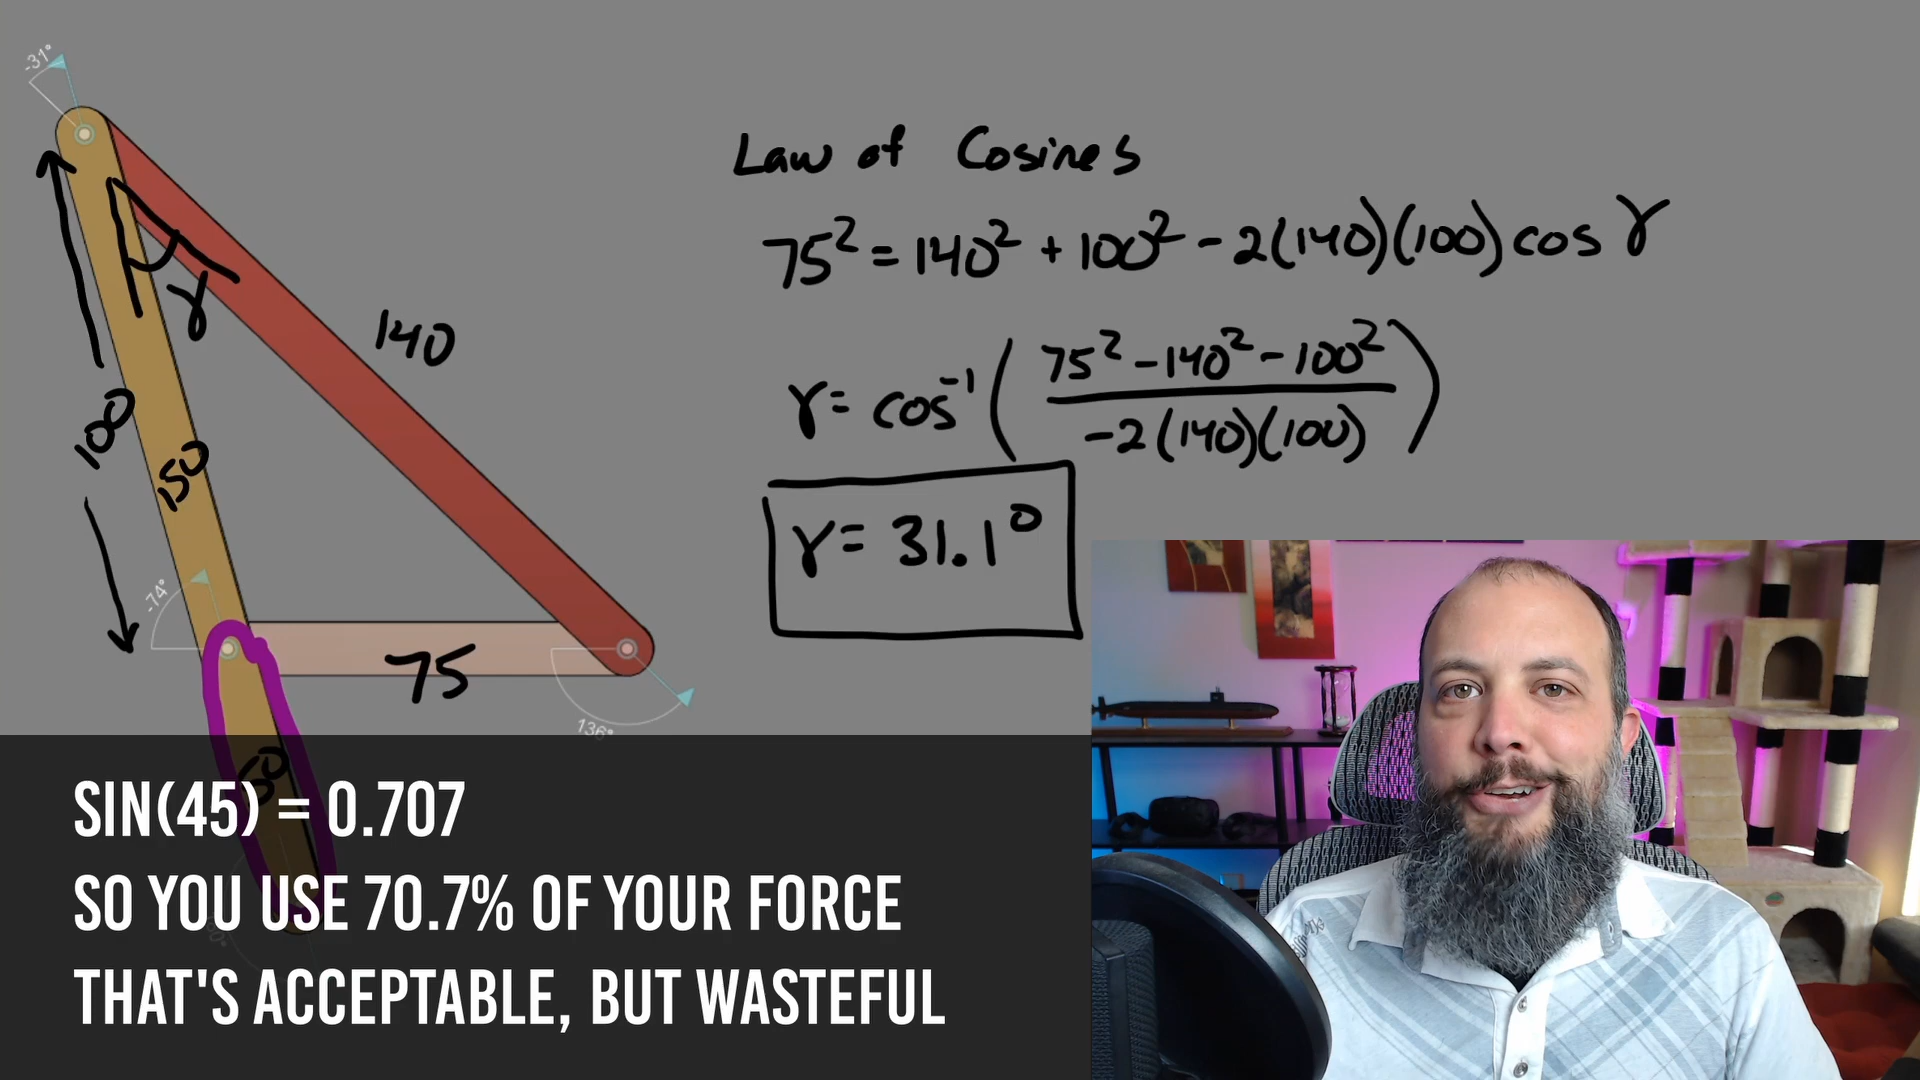 -31°
Law of Cosines
75² = 140² + 100² - 2(140)(100) cos γ
γ
140
γ = cos⁻¹ ( 75² - 140² - 100² / -2(140)(100) )
100
150
γ = 31.1°
-74°
75
136°
50
SIN(45) = 0.707
SO YOU USE 70.7% OF YOUR FORCE
THAT'S ACCEPTABLE, BUT WASTEFUL